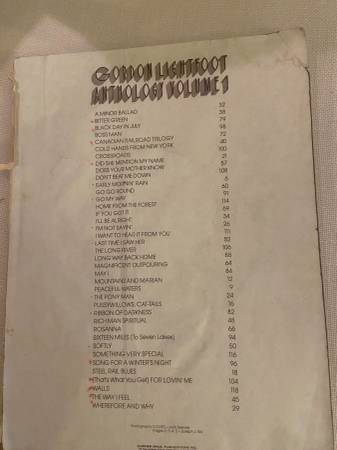 GORDON LIGHTFOOT
ANTHOLOGY VOLUME 1
A MINOR BALLAD 32
BITTER GREEN 38
BLACK DAY IN JULY 79
BOSS MAN 98
CANADIAN RAILROAD TRILOGY 72
COLD HANDS FROM NEW YORK 40
CROSSROADS 100
DID SHE MENTION MY NAME 21
DOES YOUR MOTHER KNOW 57
DON'T BEAT ME DOWN 108
EARLY MORNIN' RAIN 6
GO GO ROUND 60
GO MY WAY 91
HOME FROM THE FOREST 114
IF YOU GOT IT 69
I'LL BE ALRIGHT 34
I'M NOT SAYIN' 26
I WANT TO HEAR IT FROM YOU 111
LAST TIME I SAW HER 52
THE LONG RIVER 106
LONG WAY BACK HOME 88
MAGNIFICENT OUTPOURING 64
MAY I 84
MOUNTAINS AND MARIAN 12
PEACEFUL WATERS 9
THE PONY MAN 24
PUSSYWILLOWS, CAT-TAILS 16
RIBBON OF DARKNESS 82
RICHMAN SPIRITUAL 48
ROSANNA 66
SIXTEEN MILES (To Seven Lakes) 94
SOFTLY 50
SOMETHING VERY SPECIAL 116
SONG FOR A WINTER'S NIGHT 96
STEEL RAIL BLUES 18
(That's What You Get) FOR LOVIN' ME 104
WALLS 118
THE WAY I FEEL 45
WHEREFORE AND WHY 29